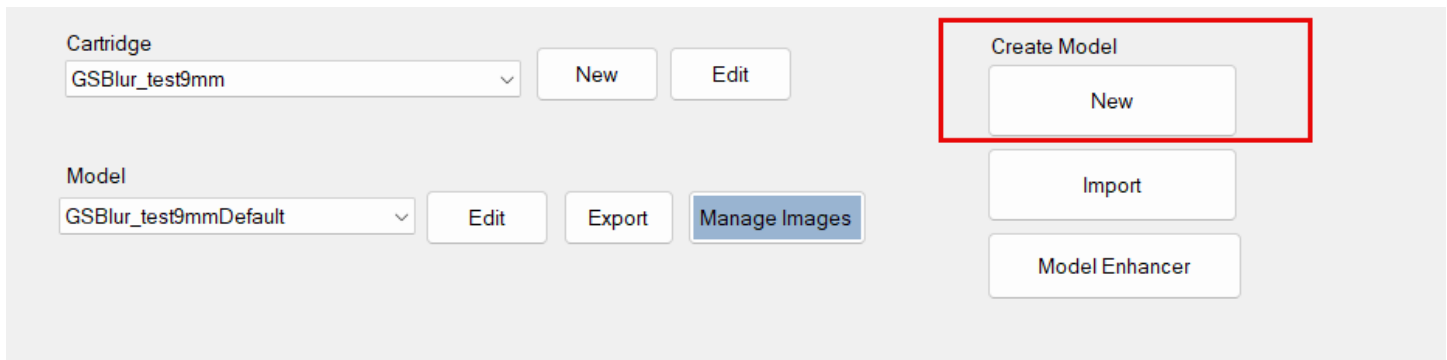 Cartridge
GSBlur_test9mm
New
Edit
Model
GSBlur_test9mmDefault
Edit
Export
Manage Images
Create Model
New
Import
Model Enhancer